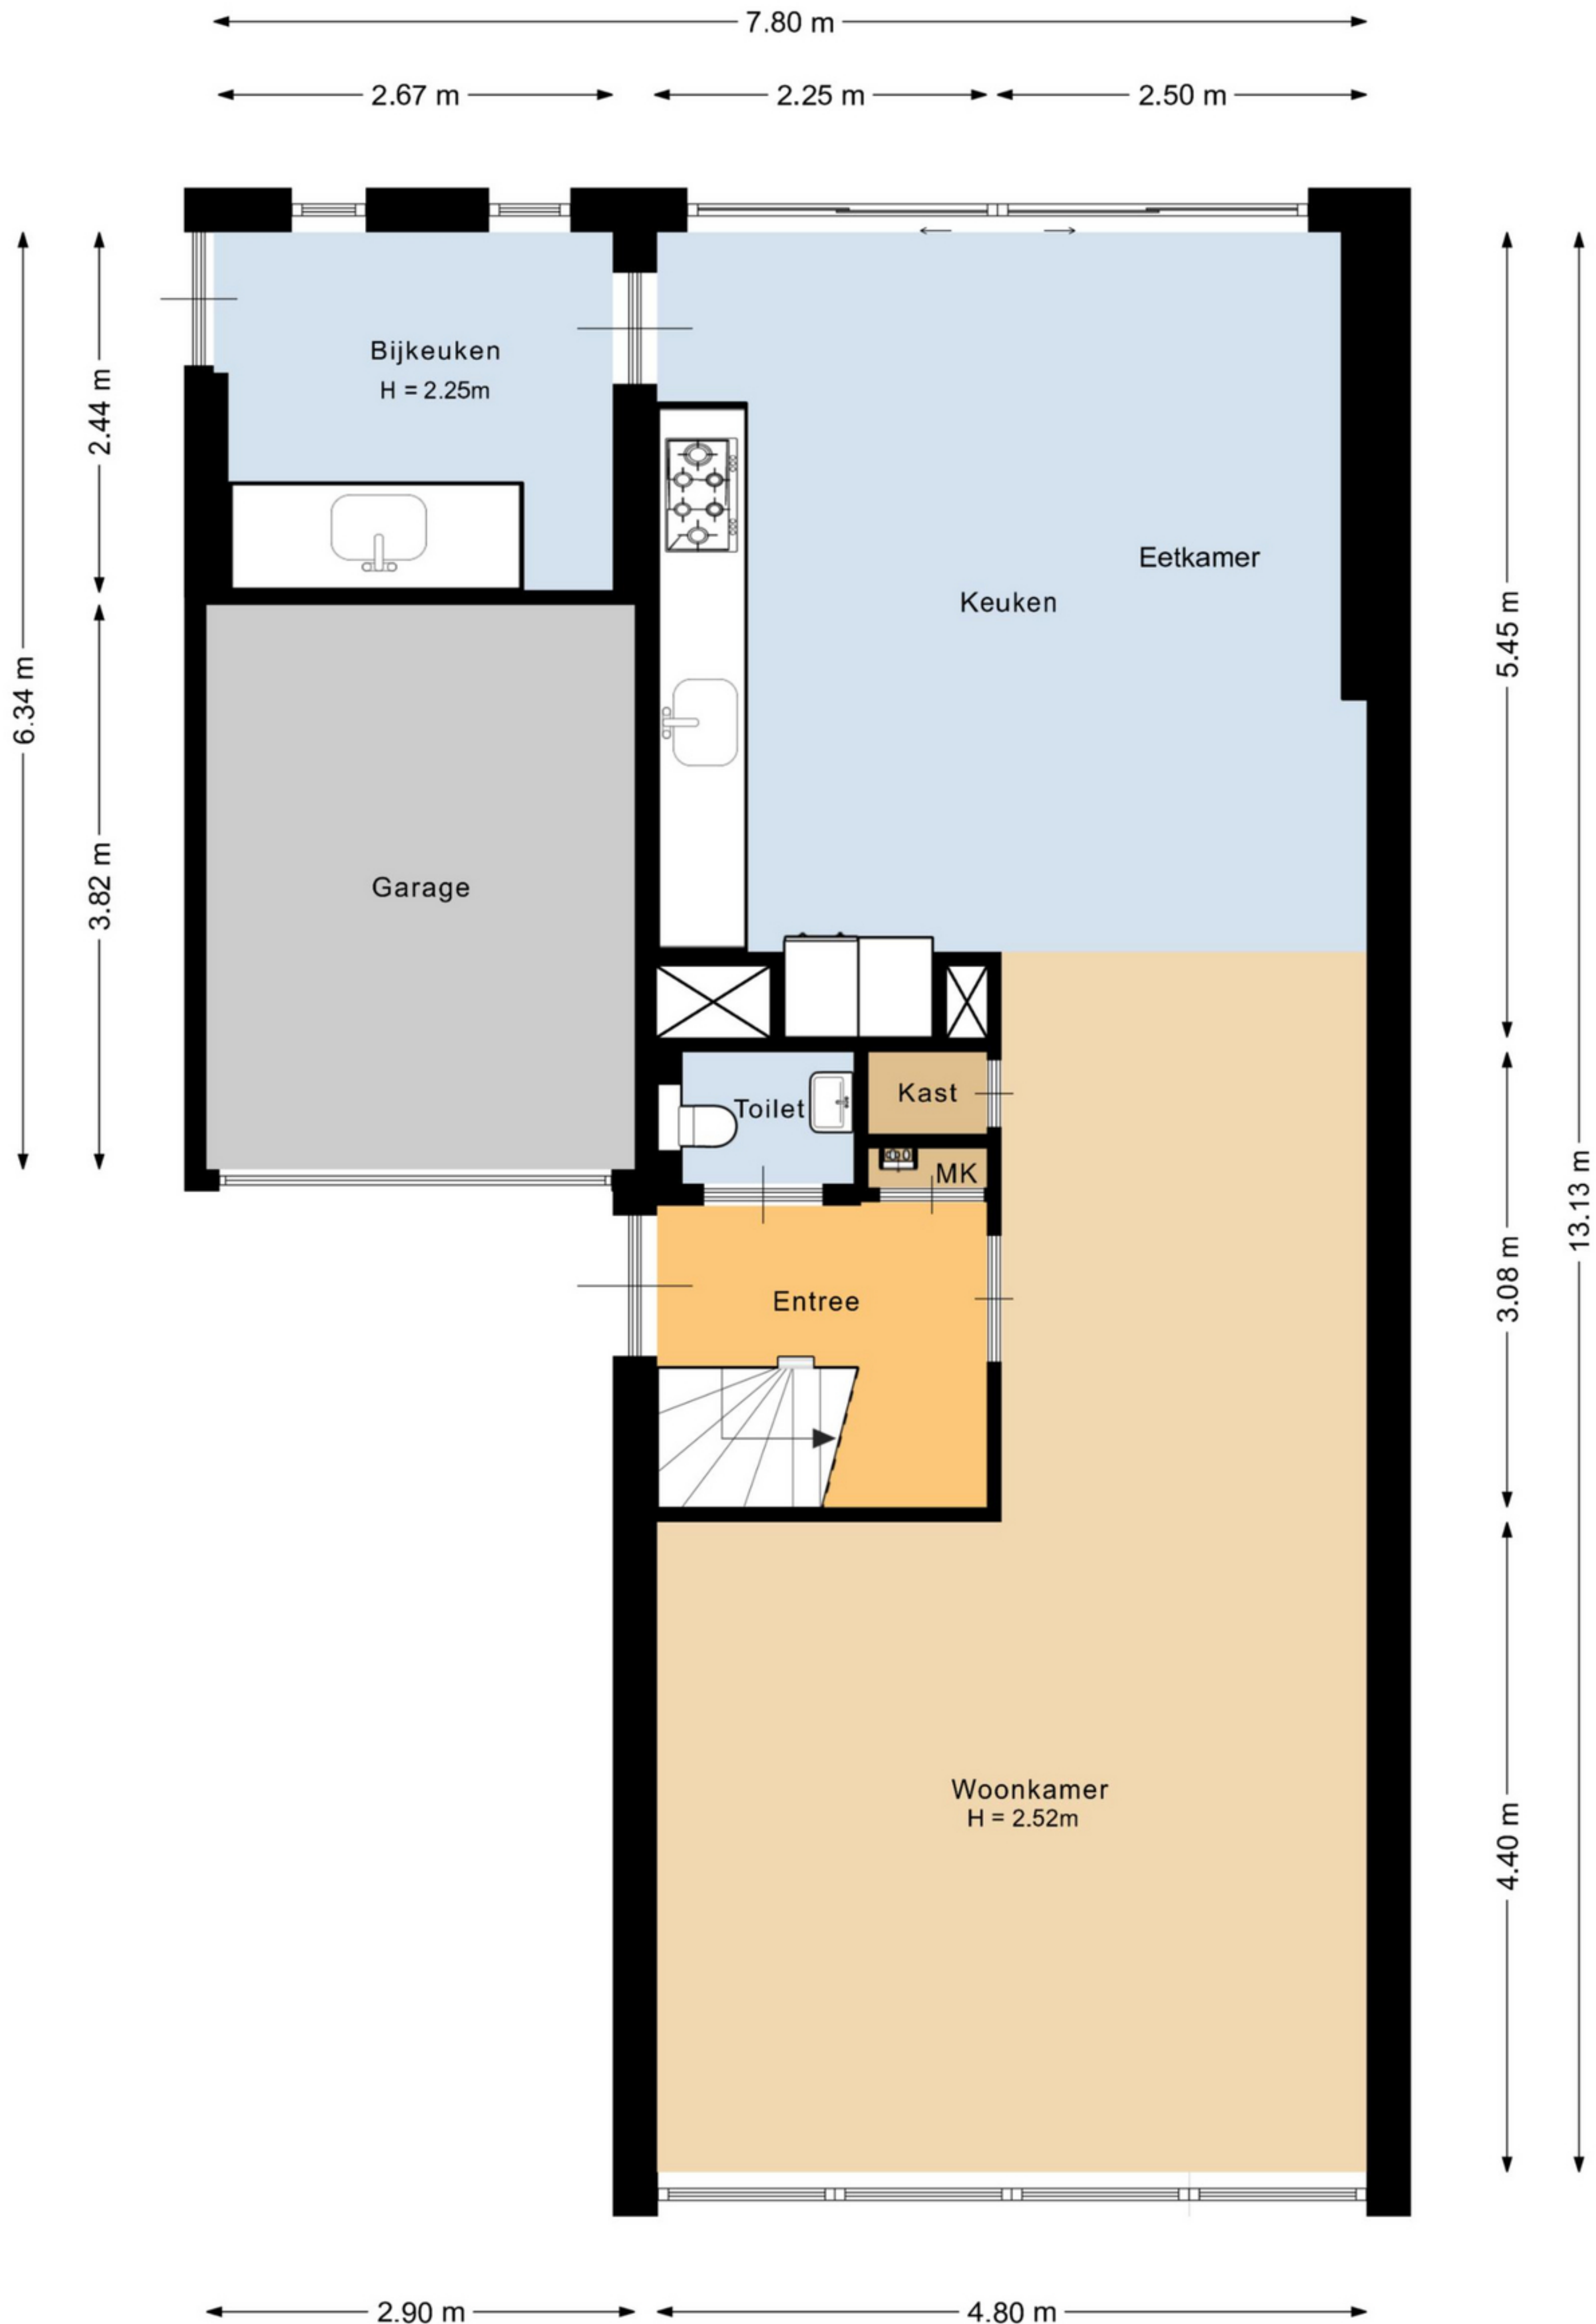 7.80 m
2.67 m
2.25 m
2.50 m
Bijkeuken
H = 2.25m
2.44 m
Eetkamer
Keuken
5.45 m
6.34 m
3.82 m
Garage
Kast
Toilet
MK
13.13 m
3.08 m
Entree
Woonkamer
H = 2.52m
4.40 m
2.90 m
4.80 m